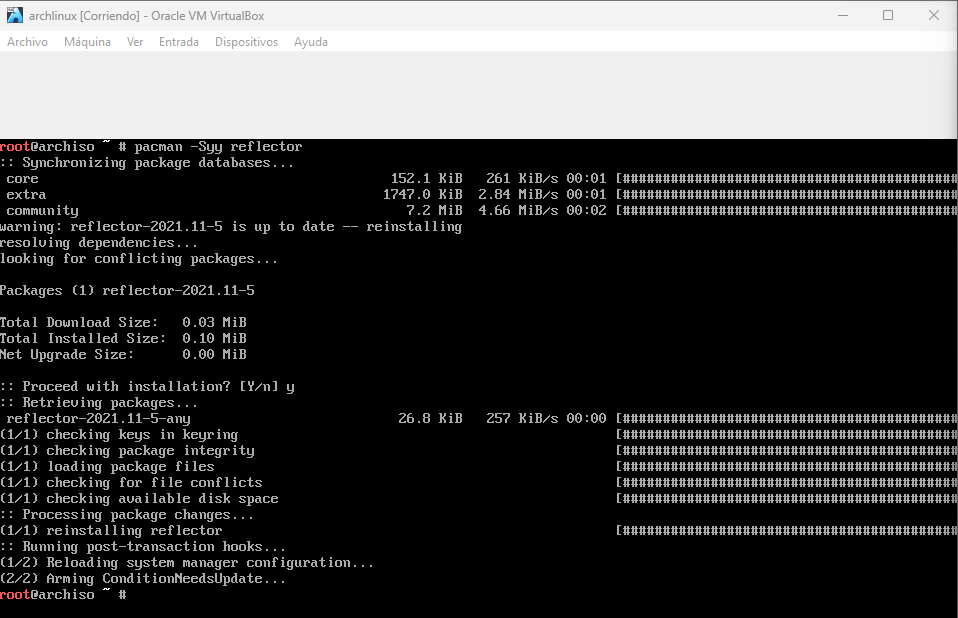 archlinux [Corriendo] - Oracle VM VirtualBox
Archivo Máquina Ver Entrada Dispositivos Ayuda
root@archiso ~ # pacman -Syy reflector
:: Synchronizing package databases...
core 152.1 KiB 261 KiB/s 00:01 [##########################################
extra 1747.0 KiB 2.84 MiB/s 00:01 [##########################################
community 7.2 MiB 4.66 MiB/s 00:02 [##########################################
warning: reflector-2021.11-5 is up to date -- reinstalling
resolving dependencies...
looking for conflicting packages...
Packages (1) reflector-2021.11-5
Total Download Size: 0.03 MiB
Total Installed Size: 0.10 MiB
Net Upgrade Size: 0.00 MiB
:: Proceed with installation? [Y/n] y
:: Retrieving packages...
reflector-2021.11-5-any 26.8 KiB 257 KiB/s 00:00 [##########################################
(1/1) checking keys in keyring [##########################################
(1/1) checking package integrity [##########################################
(1/1) loading package files [##########################################
(1/1) checking for file conflicts [##########################################
(1/1) checking available disk space [##########################################
:: Processing package changes...
(1/1) reinstalling reflector [##########################################
:: Running post-transaction hooks...
(1/2) Reloading system manager configuration...
(2/2) Arming ConditionNeedsUpdate...
root@archiso ~ #